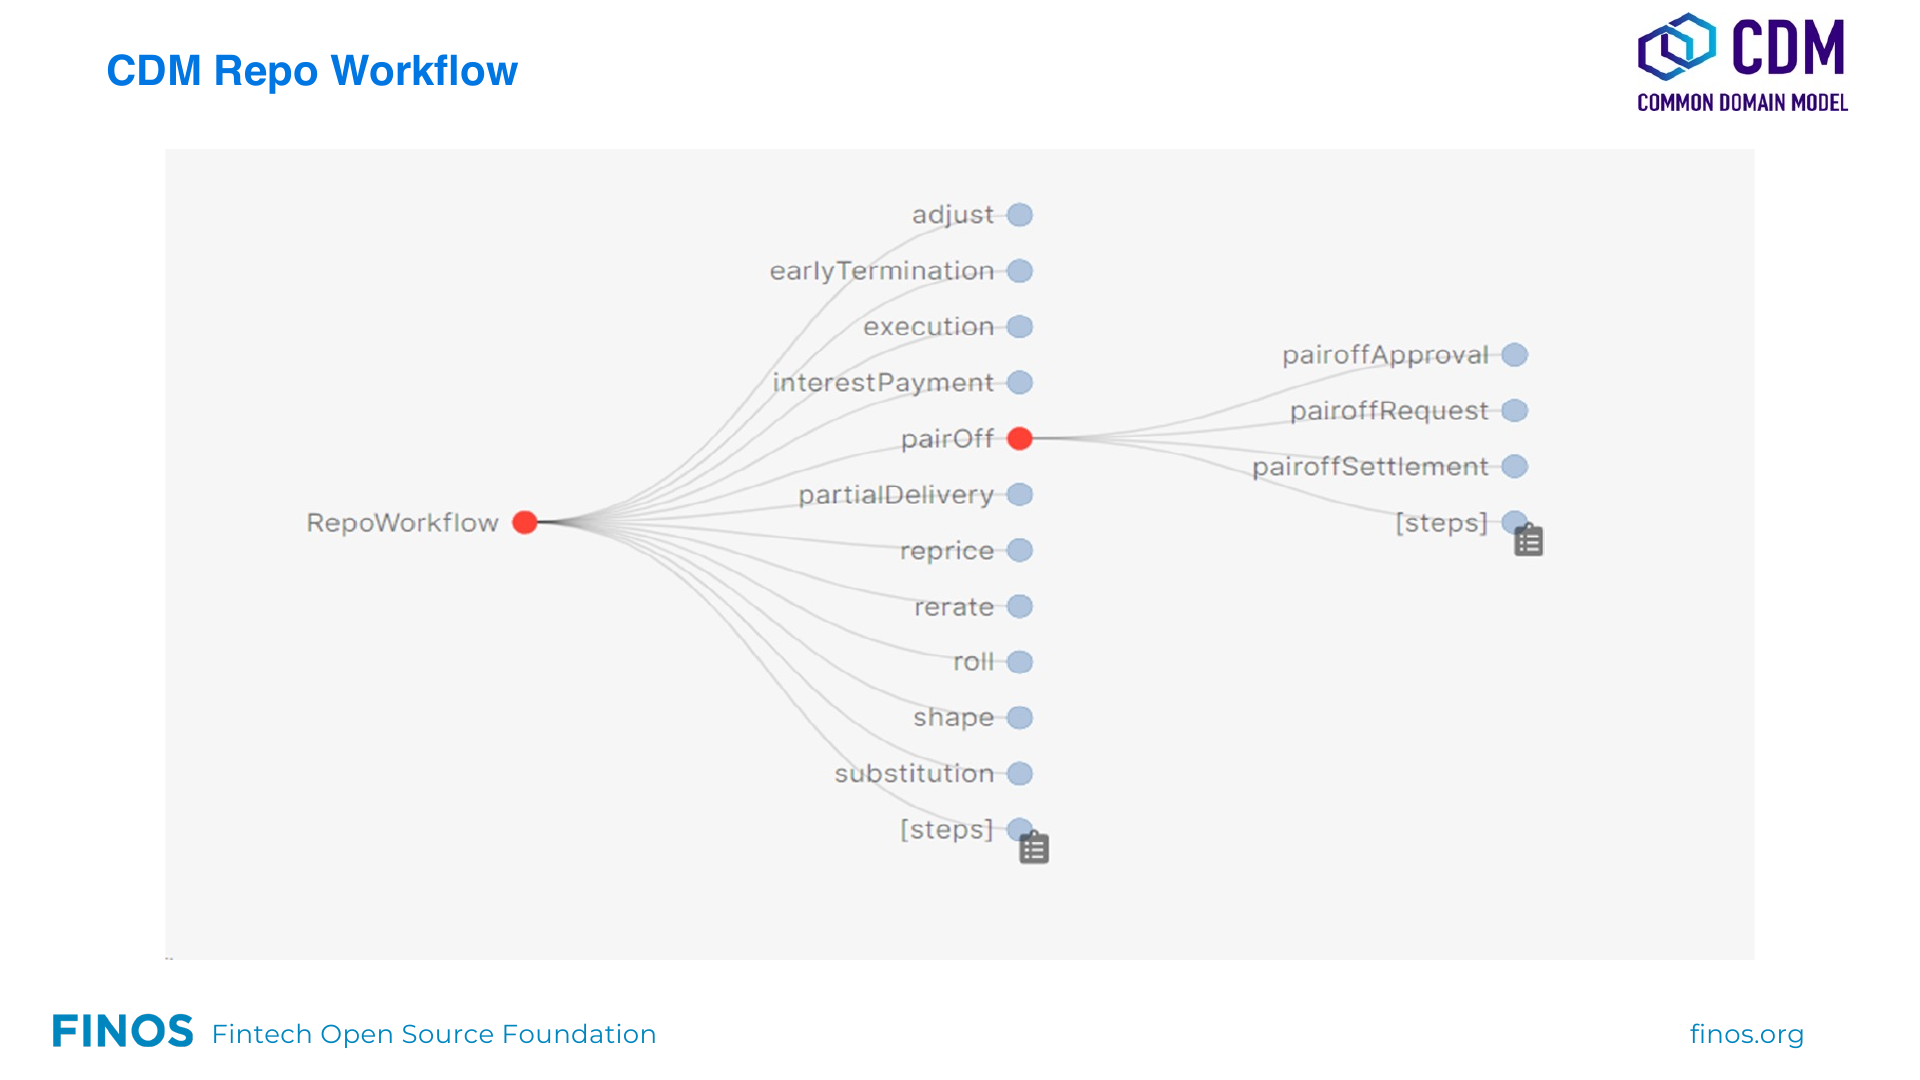 CDM Repo Workflow
CDM
COMMON DOMAIN MODEL
adjust
earlyTermination
execution
interestPayment
pairOff
partialDelivery
RepoWorkflow
reprice
rerate
roll
shape
substitution
[steps]
pairoffApproval
pairoffRequest
pairoffSettlement
[steps]
FINOS Fintech Open Source Foundation
finos.org